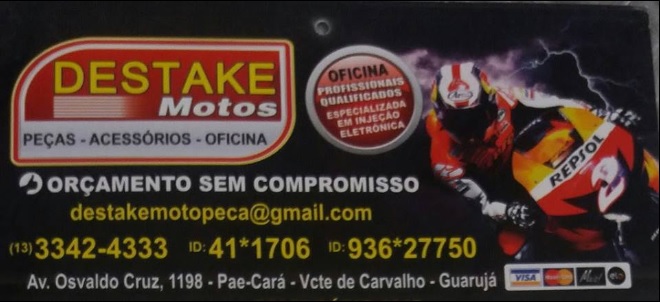 DESTAKE
Motos
PEÇAS - ACESSÓRIOS - OFICINA
OFICINA
PROFISSIONAIS
QUALIFICADOS
ESPECIALIZADA
EM INJEÇÃO
ELETRÔNICA
REPSOL
2
ORÇAMENTO SEM COMPROMISSO
destakemotopeca@gmail.com
(13) 3342-4333 ID: 41*1706 ID: 936*27750
Av. Osvaldo Cruz, 1198 - Pae-Cará - Vcte de Carvalho - Guarujá
VISA